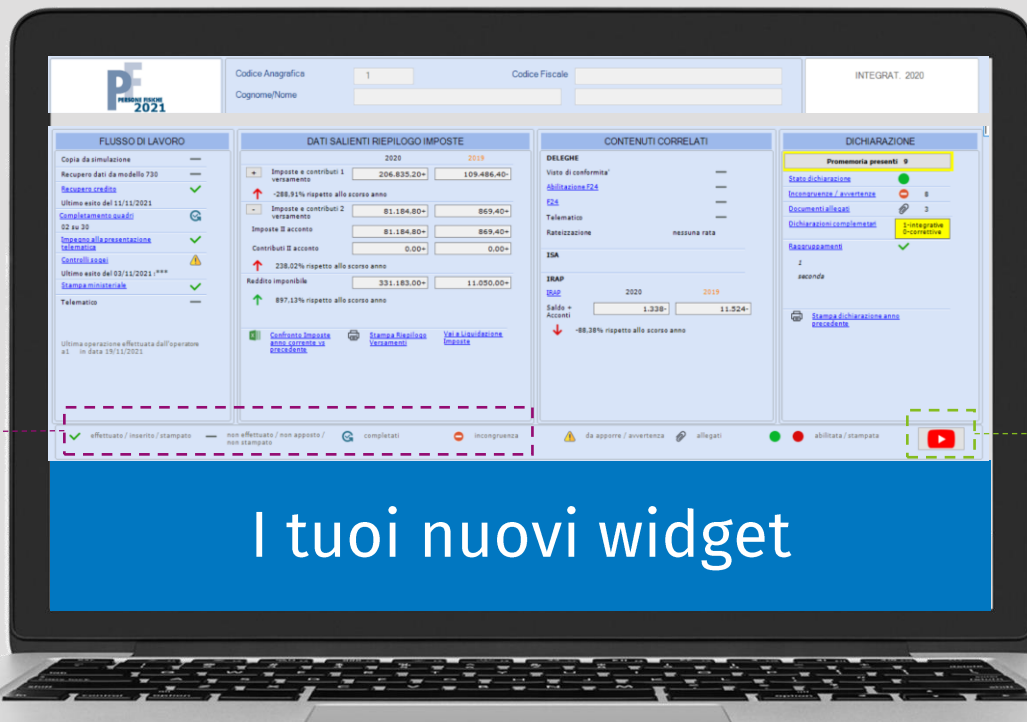 PF
PERSONE FISICHE
2021
Codice Anagrafica 1 Codice Fiscale
Cognome/Nome
INTEGRAT. 2020
FLUSSO DI LAVORO
Copia da simulazione
Recupero dati da modello 730
Recupero credito
Ultimo esito del 11/11/2021
Completamento quadri
02 su 30
Impegno alla presentazione
telematica
Controlli sogei
Ultimo esito del 03/11/2021 :***
Stampa ministeriale
Telematico
Ultima operazione effettuata dall'operatore
a1 in data 19/11/2021
DATI SALIENTI RIEPILOGO IMPOSTE
2020 2019
+ Imposte e contributi 1
versamento 206.835.20+ 109.486.40-
-288,91% rispetto allo scorso anno
- Imposte e contributi 2
versamento 81.184.80+ 869.40+
Imposte II acconto 81.184.80+ 869,40+
Contributi II acconto 0.00+ 0.00+
238.02% rispetto allo scorso anno
Reddito imponibile 331.183.00+ 11.050,00+
897,13% rispetto allo scorso anno
Confronto Imposte
anno corrente vs
precedente
Stampa Riepilogo
Versamenti
Vai a Liquidazione
Imposte
CONTENUTI CORRELATI
DELEGHE
Visto di conformita'
Abilitazione F24
F24
Telematico
Rateizzazione nessuna rata
ISA
IRAP
IRAP 2020 2019
Saldo +
Acconti 1.338- 11.524-
-88.38% rispetto allo scorso anno
DICHIARAZIONE
Promemoria presenti 9
Stato dichiarazione
Incongruenze / avvertenze 8
Documenti allegati 3
Dichiarazioni complemetari 1-integrative
0-correttive
Raggruppamenti
1
seconda
Stampa dichiarazione anno
precedente
effettuato / inserito / stampato
non effettuato / non apposto /
non stampato
completati
incongruenza
da apporre / avvertenza
allegati
abilitata / stampata
I tuoi nuovi widget
control option option